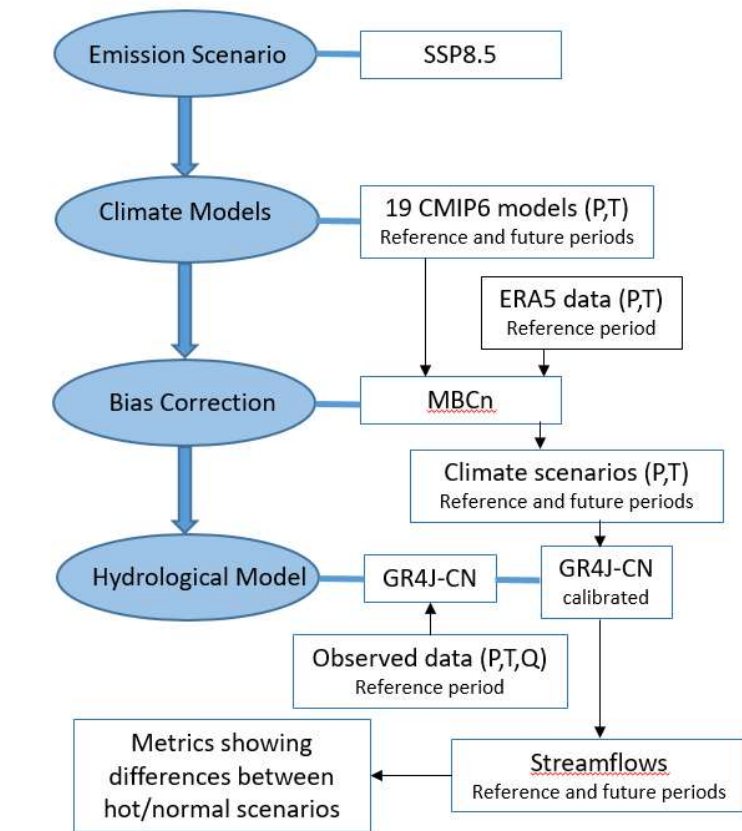 Emission Scenario
SSP8.5
Climate Models
19 CMIP6 models (P,T)
Reference and future periods
ERA5 data (P,T)
Reference period
Bias Correction
MBCn
Climate scenarios (P,T)
Reference and future periods
Hydrological Model
GR4J-CN
GR4J-CN
calibrated
Observed data (P,T,Q)
Reference period
Metrics showing
differences between
hot/normal scenarios
Streamflows
Reference and future periods